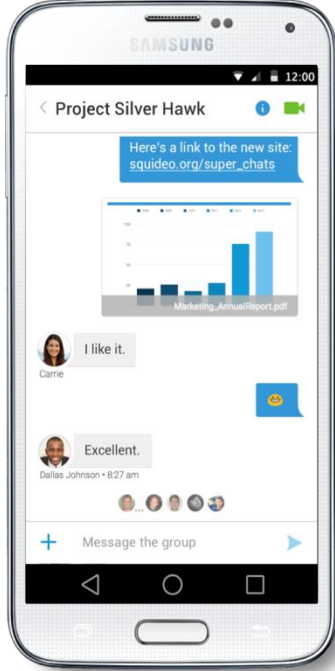 SAMSUNG
12:00
< Project Silver Hawk
Here's a link to the new site:
squideo.org/super_chats
Marketing_AnnualReport.pdf
I like it.
Carrie
Excellent.
Dallas Johnson • 8:27 am
...
+ Message the group